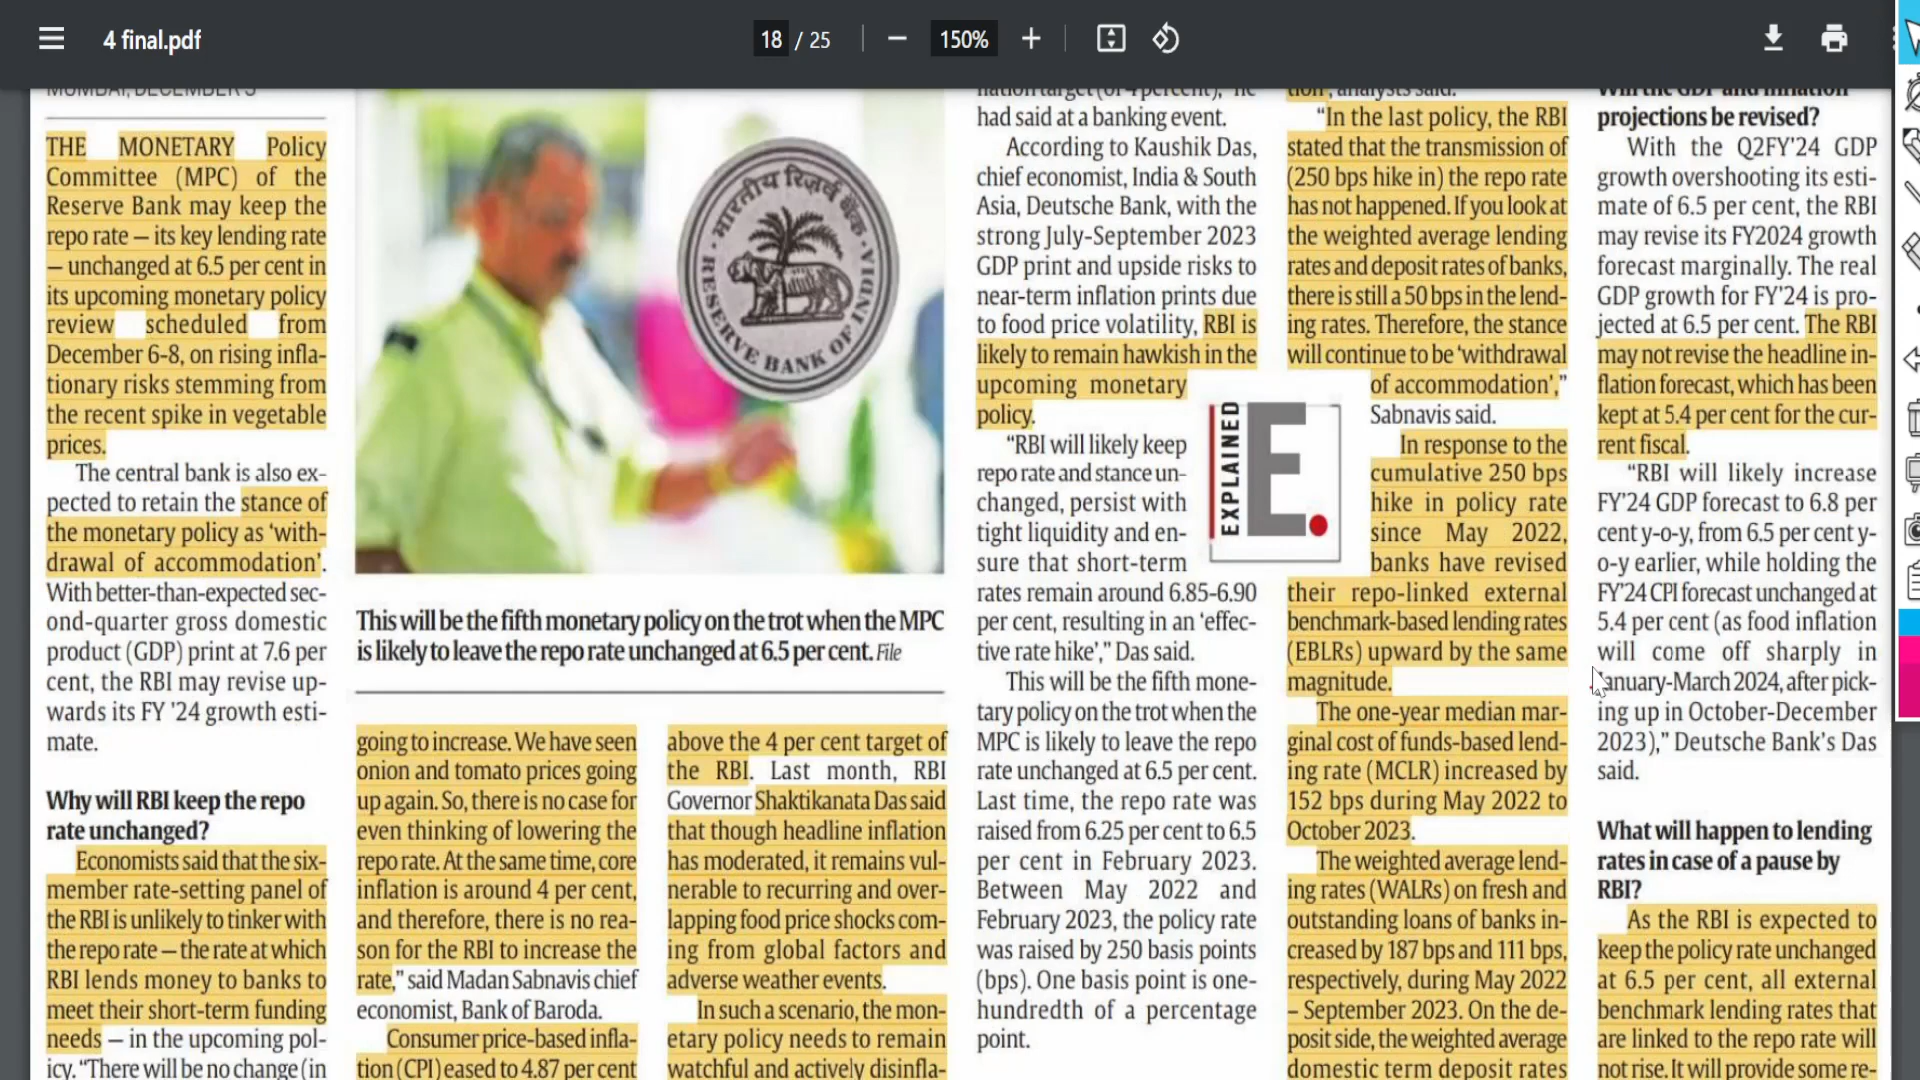 4 final.pdf
18 / 25
150%
MUMBAI, DECEMBER 5
THE MONETARY Policy
Committee (MPC) of the
Reserve Bank may keep the
repo rate – its key lending rate
– unchanged at 6.5 per cent in
its upcoming monetary policy
review scheduled from
December 6-8, on rising infla-
tionary risks stemming from
the recent spike in vegetable
prices.
The central bank is also ex-
pected to retain the stance of
the monetary policy as 'with-
drawal of accommodation'.
With better-than-expected sec-
ond-quarter gross domestic
product (GDP) print at 7.6 per
cent, the RBI may revise up-
wards its FY '24 growth esti-
mate.
Why will RBI keep the repo
rate unchanged?
Economists said that the six-
member rate-setting panel of
the RBI is unlikely to tinker with
the repo rate – the rate at which
RBI lends money to banks to
meet their short-term funding
needs – in the upcoming pol-
icy. "There will be no change (in
भारतीय रिज़र्व बैंक
RESERVE BANK OF INDIA
This will be the fifth monetary policy on the trot when the MPC
is likely to leave the repo rate unchanged at 6.5 per cent. File
going to increase. We have seen
onion and tomato prices going
up again. So, there is no case for
even thinking of lowering the
repo rate. At the same time, core
inflation is around 4 per cent,
and therefore, there is no rea-
son for the RBI to increase the
rate," said Madan Sabnavis chief
economist, Bank of Baroda.
Consumer price-based infla-
tion (CPI) eased to 4.87 per cent
above the 4 per cent target of
the RBI. Last month, RBI
Governor Shaktikanata Das said
that though headline inflation
has moderated, it remains vul-
nerable to recurring and over-
lapping food price shocks com-
ing from global factors and
adverse weather events.
In such a scenario, the mon-
etary policy needs to remain
watchful and actively disinfla-
nation target (of 4 percent)," he
had said at a banking event.
According to Kaushik Das,
chief economist, India & South
Asia, Deutsche Bank, with the
strong July-September 2023
GDP print and upside risks to
near-term inflation prints due
to food price volatility, RBI is
likely to remain hawkish in the
upcoming monetary
policy.
"RBI will likely keep
repo rate and stance un-
changed, persist with
tight liquidity and en-
sure that short-term
rates remain around 6.85-6.90
per cent, resulting in an 'effec-
tive rate hike'," Das said.
This will be the fifth mone-
tary policy on the trot when the
MPC is likely to leave the repo
rate unchanged at 6.5 per cent.
Last time, the repo rate was
raised from 6.25 per cent to 6.5
per cent in February 2023.
Between May 2022 and
February 2023, the policy rate
was raised by 250 basis points
(bps). One basis point is one-
hundredth of a percentage
point.
EXPLAINED
E.
tion", analysts said.
"In the last policy, the RBI
stated that the transmission of
(250 bps hike in) the repo rate
has not happened. If you look at
the weighted average lending
rates and deposit rates of banks,
there is still a 50 bps in the lend-
ing rates. Therefore, the stance
will continue to be 'withdrawal
of accommodation',"
Sabnavis said.
In response to the
cumulative 250 bps
hike in policy rate
since May 2022,
banks have revised
their repo-linked external
benchmark-based lending rates
(EBLRs) upward by the same
magnitude.
The one-year median mar-
ginal cost of funds-based lend-
ing rate (MCLR) increased by
152 bps during May 2022 to
October 2023.
The weighted average lend-
ing rates (WALRs) on fresh and
outstanding loans of banks in-
creased by 187 bps and 111 bps,
respectively, during May 2022
– September 2023. On the de-
posit side, the weighted average
domestic term deposit rates
Will the GDP and inflation
projections be revised?
With the Q2FY'24 GDP
growth overshooting its esti-
mate of 6.5 per cent, the RBI
may revise its FY2024 growth
forecast marginally. The real
GDP growth for FY'24 is pro-
jected at 6.5 per cent. The RBI
may not revise the headline in-
flation forecast, which has been
kept at 5.4 per cent for the cur-
rent fiscal.
"RBI will likely increase
FY'24 GDP forecast to 6.8 per
cent y-o-y, from 6.5 per cent y-
o-y earlier, while holding the
FY'24 CPI forecast unchanged at
5.4 per cent (as food inflation
will come off sharply in
January-March 2024, after pick-
ing up in October-December
2023)," Deutsche Bank's Das
said.
What will happen to lending
rates in case of a pause by
RBI?
As the RBI is expected to
keep the policy rate unchanged
at 6.5 per cent, all external
benchmark lending rates that
are linked to the repo rate will
not rise. It will provide some re-